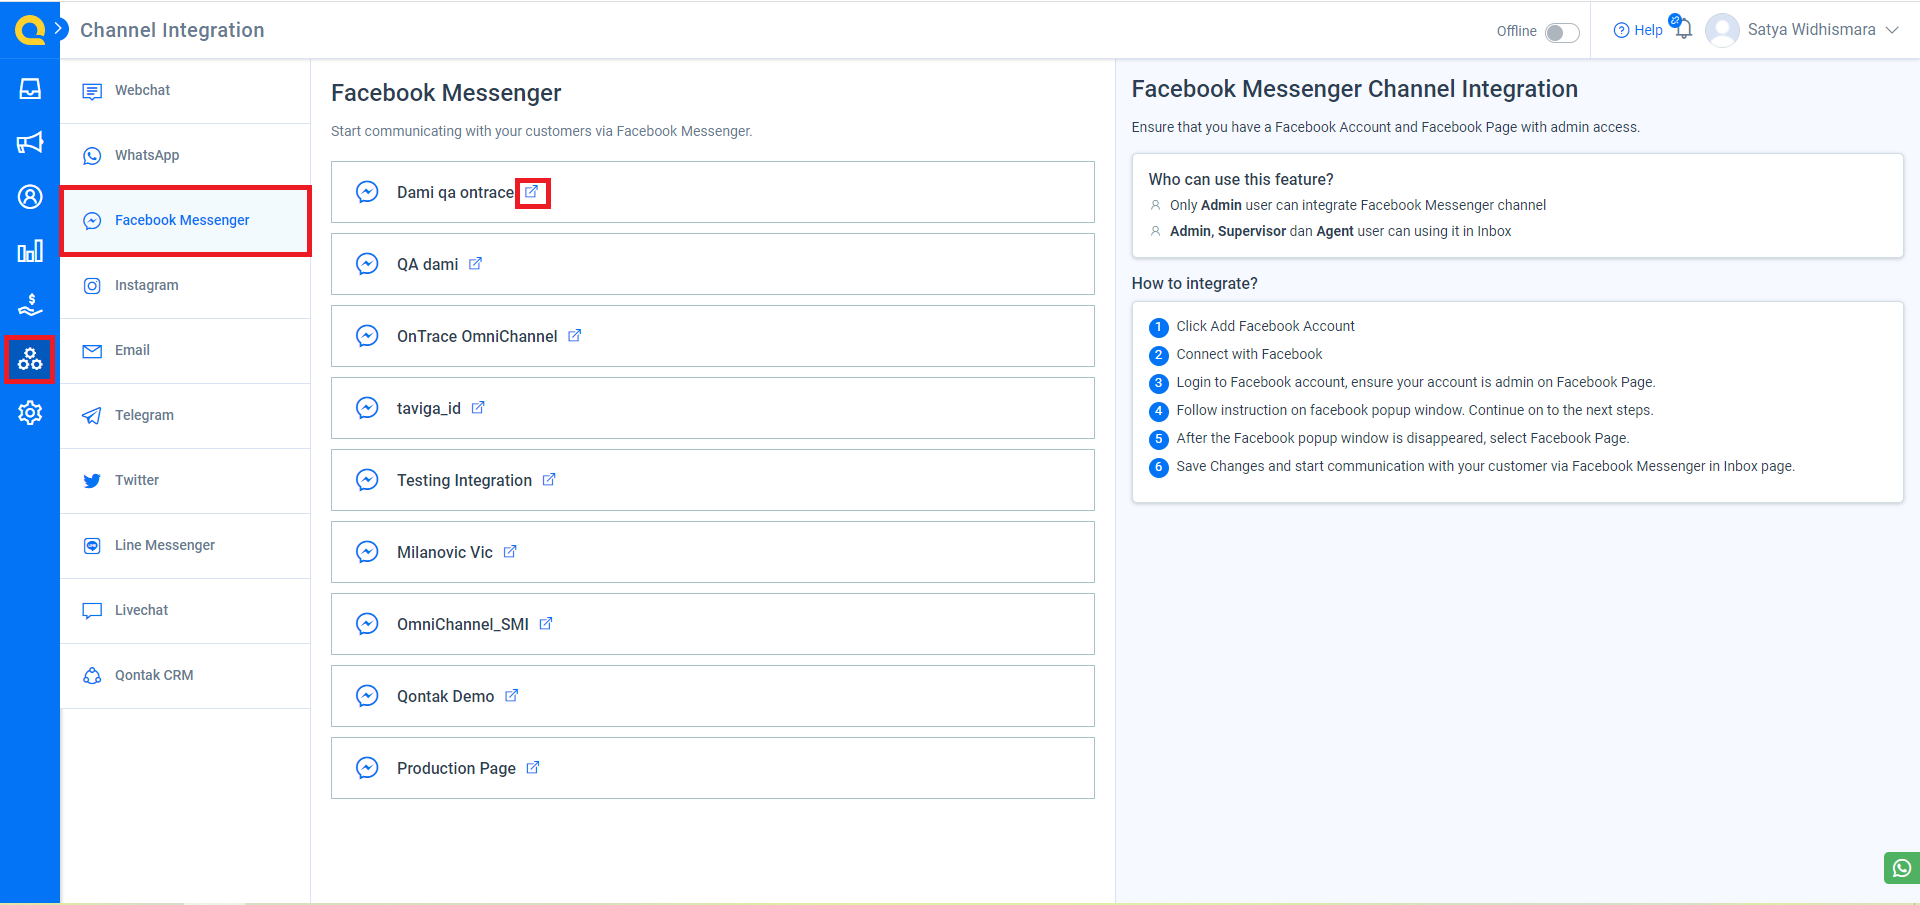 Channel Integration
Offline
Help
Satya Widhismara
Webchat
WhatsApp
Facebook Messenger
Instagram
Email
Telegram
Twitter
Line Messenger
Livechat
Qontak CRM
Facebook Messenger
Start communicating with your customers via Facebook Messenger.
Dami qa ontrace
QA dami
OnTrace OmniChannel
taviga_id
Testing Integration
Milanovic Vic
OmniChannel_SMI
Qontak Demo
Production Page
Facebook Messenger Channel Integration
Ensure that you have a Facebook Account and Facebook Page with admin access.
Who can use this feature?
Only Admin user can integrate Facebook Messenger channel
Admin, Supervisor dan Agent user can using it in Inbox
How to integrate?
1 Click Add Facebook Account
2 Connect with Facebook
3 Login to Facebook account, ensure your account is admin on Facebook Page.
4 Follow instruction on facebook popup window. Continue on to the next steps.
5 After the Facebook popup window is disappeared, select Facebook Page.
6 Save Changes and start communication with your customer via Facebook Messenger in Inbox page.